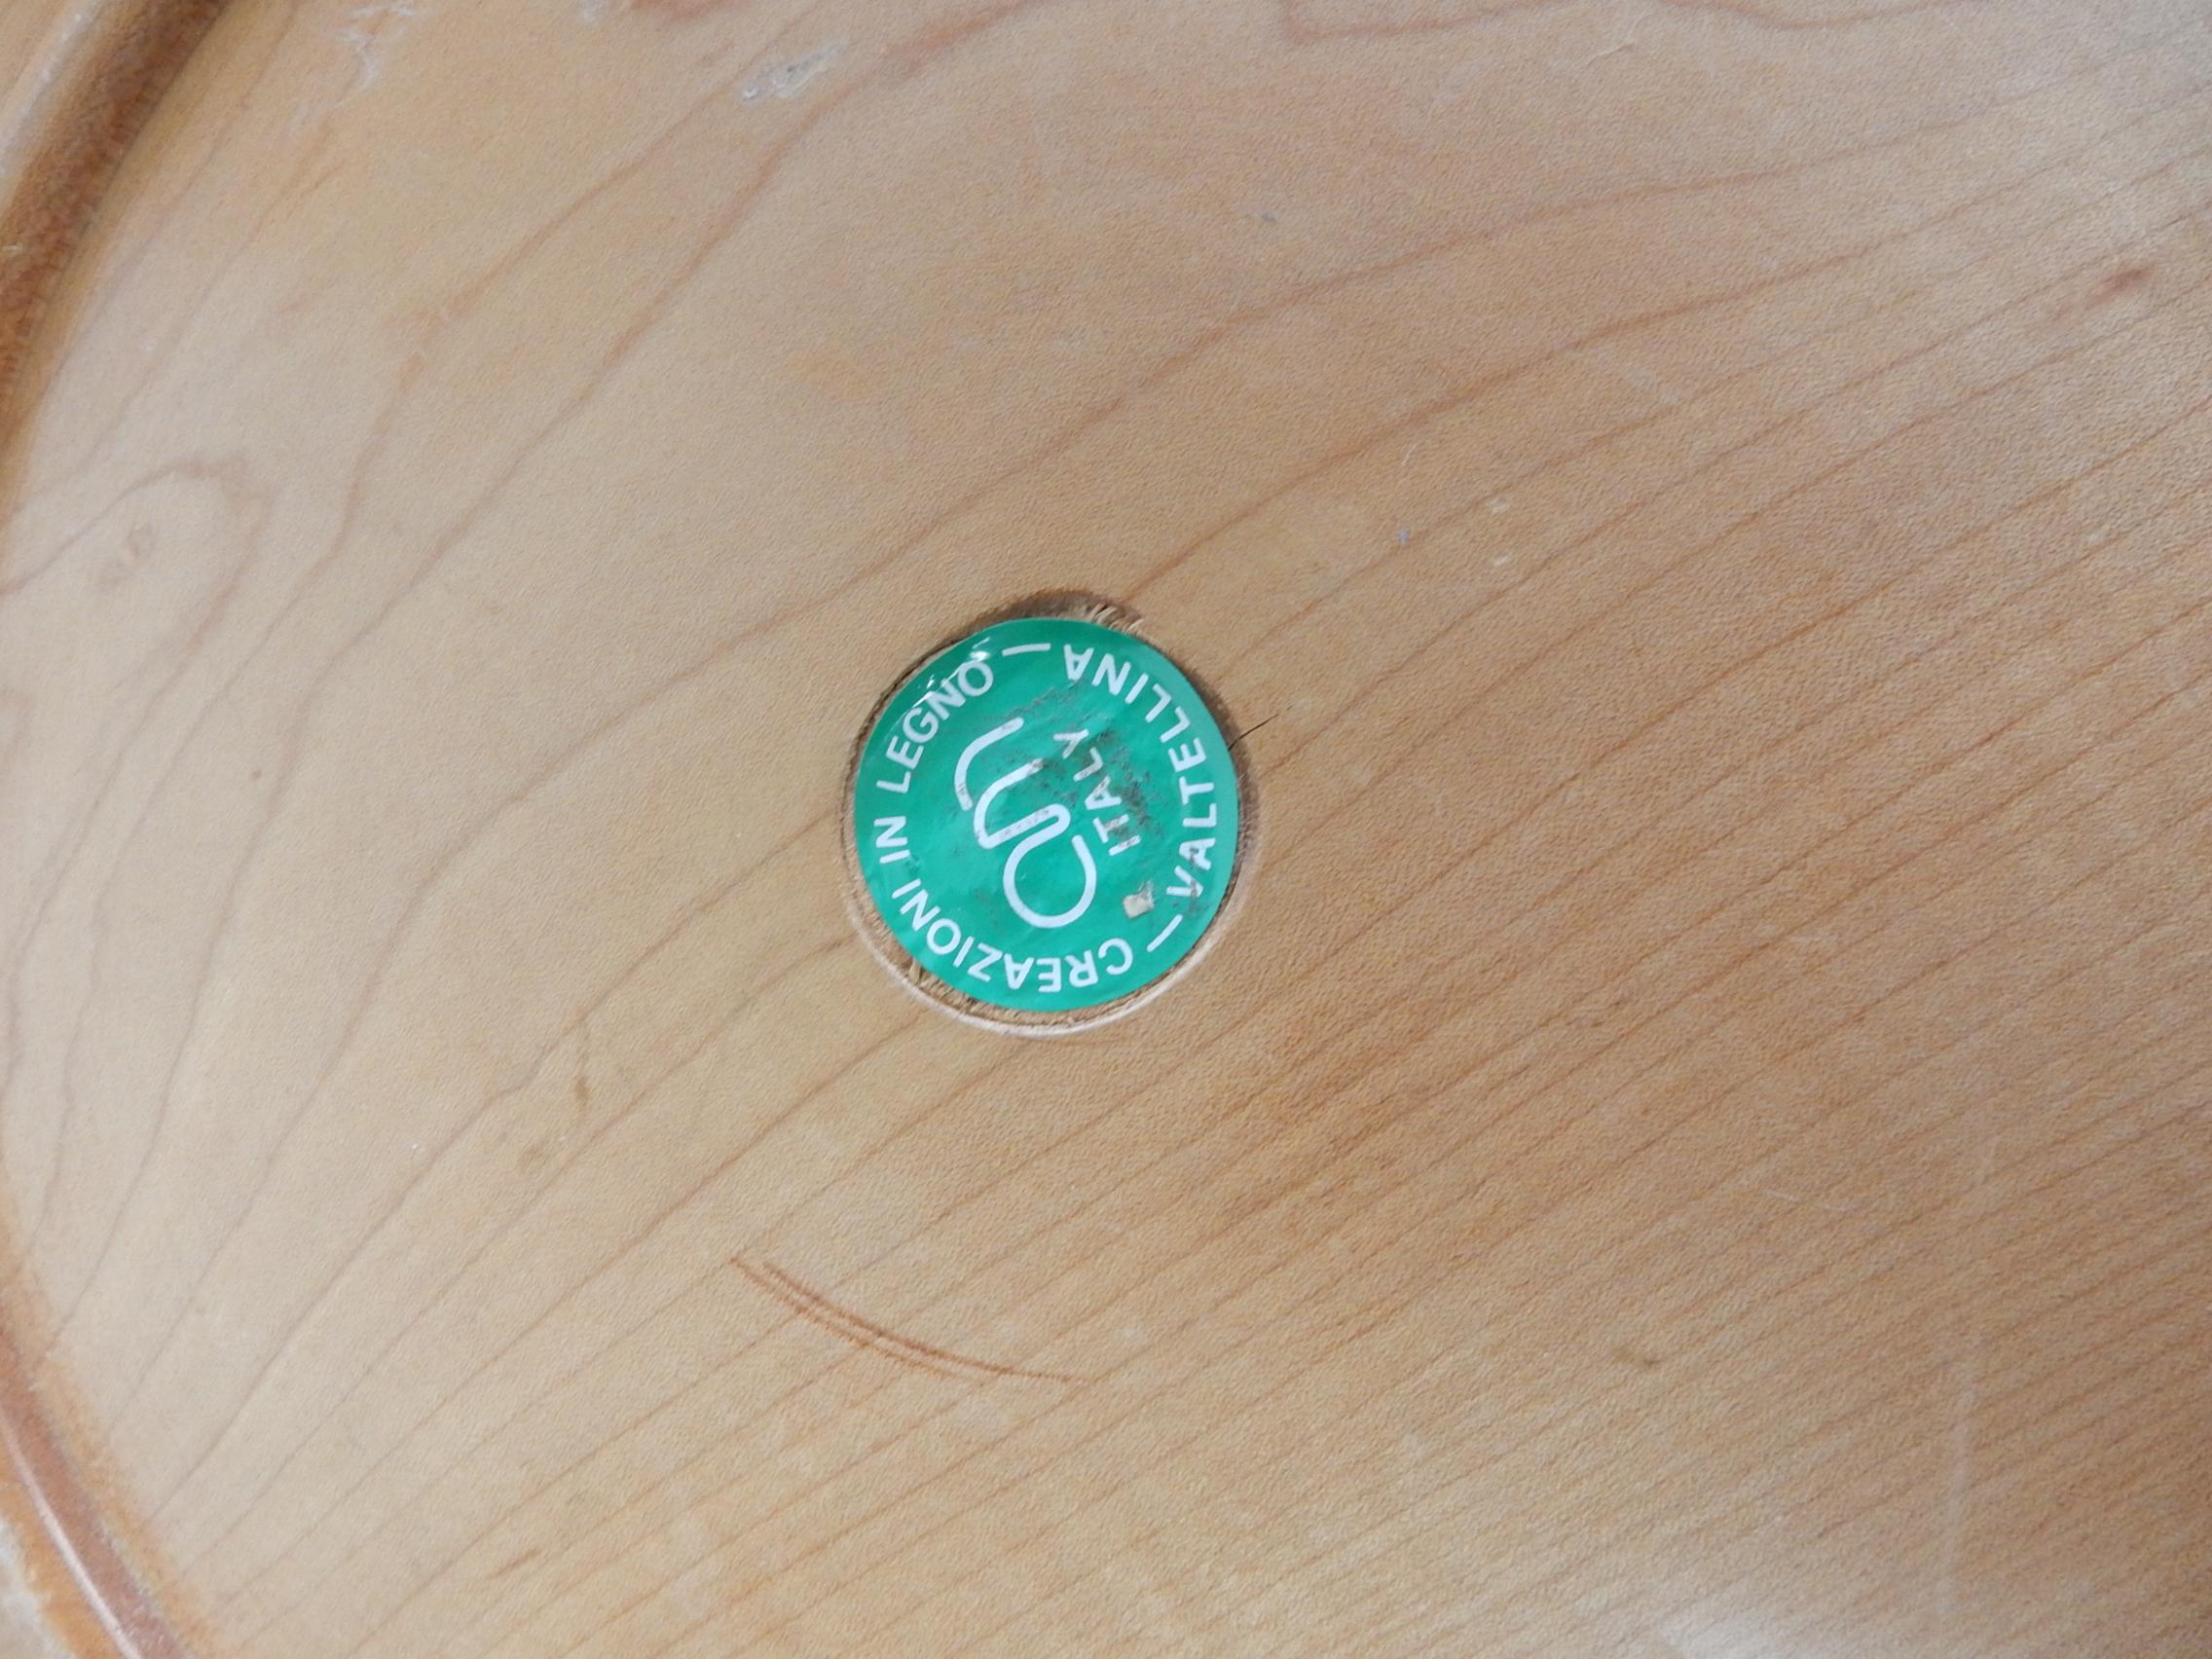 CREAZIONI IN LEGNO –
ITALY
VALTELLINA –